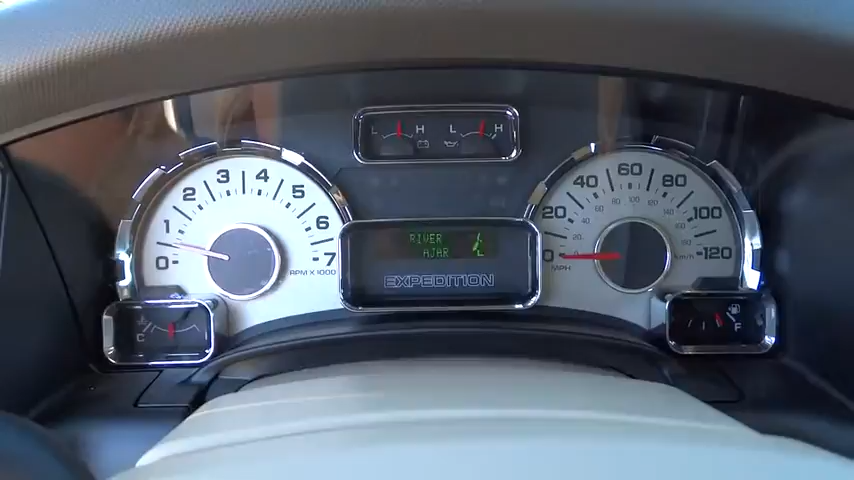 L H L H
0 1 2 3 4 5 6 7
RPM X 1000
RIVER
AJAR
EXPEDITION
0 20 40 60 80 100 120
MPH km/h
C
F